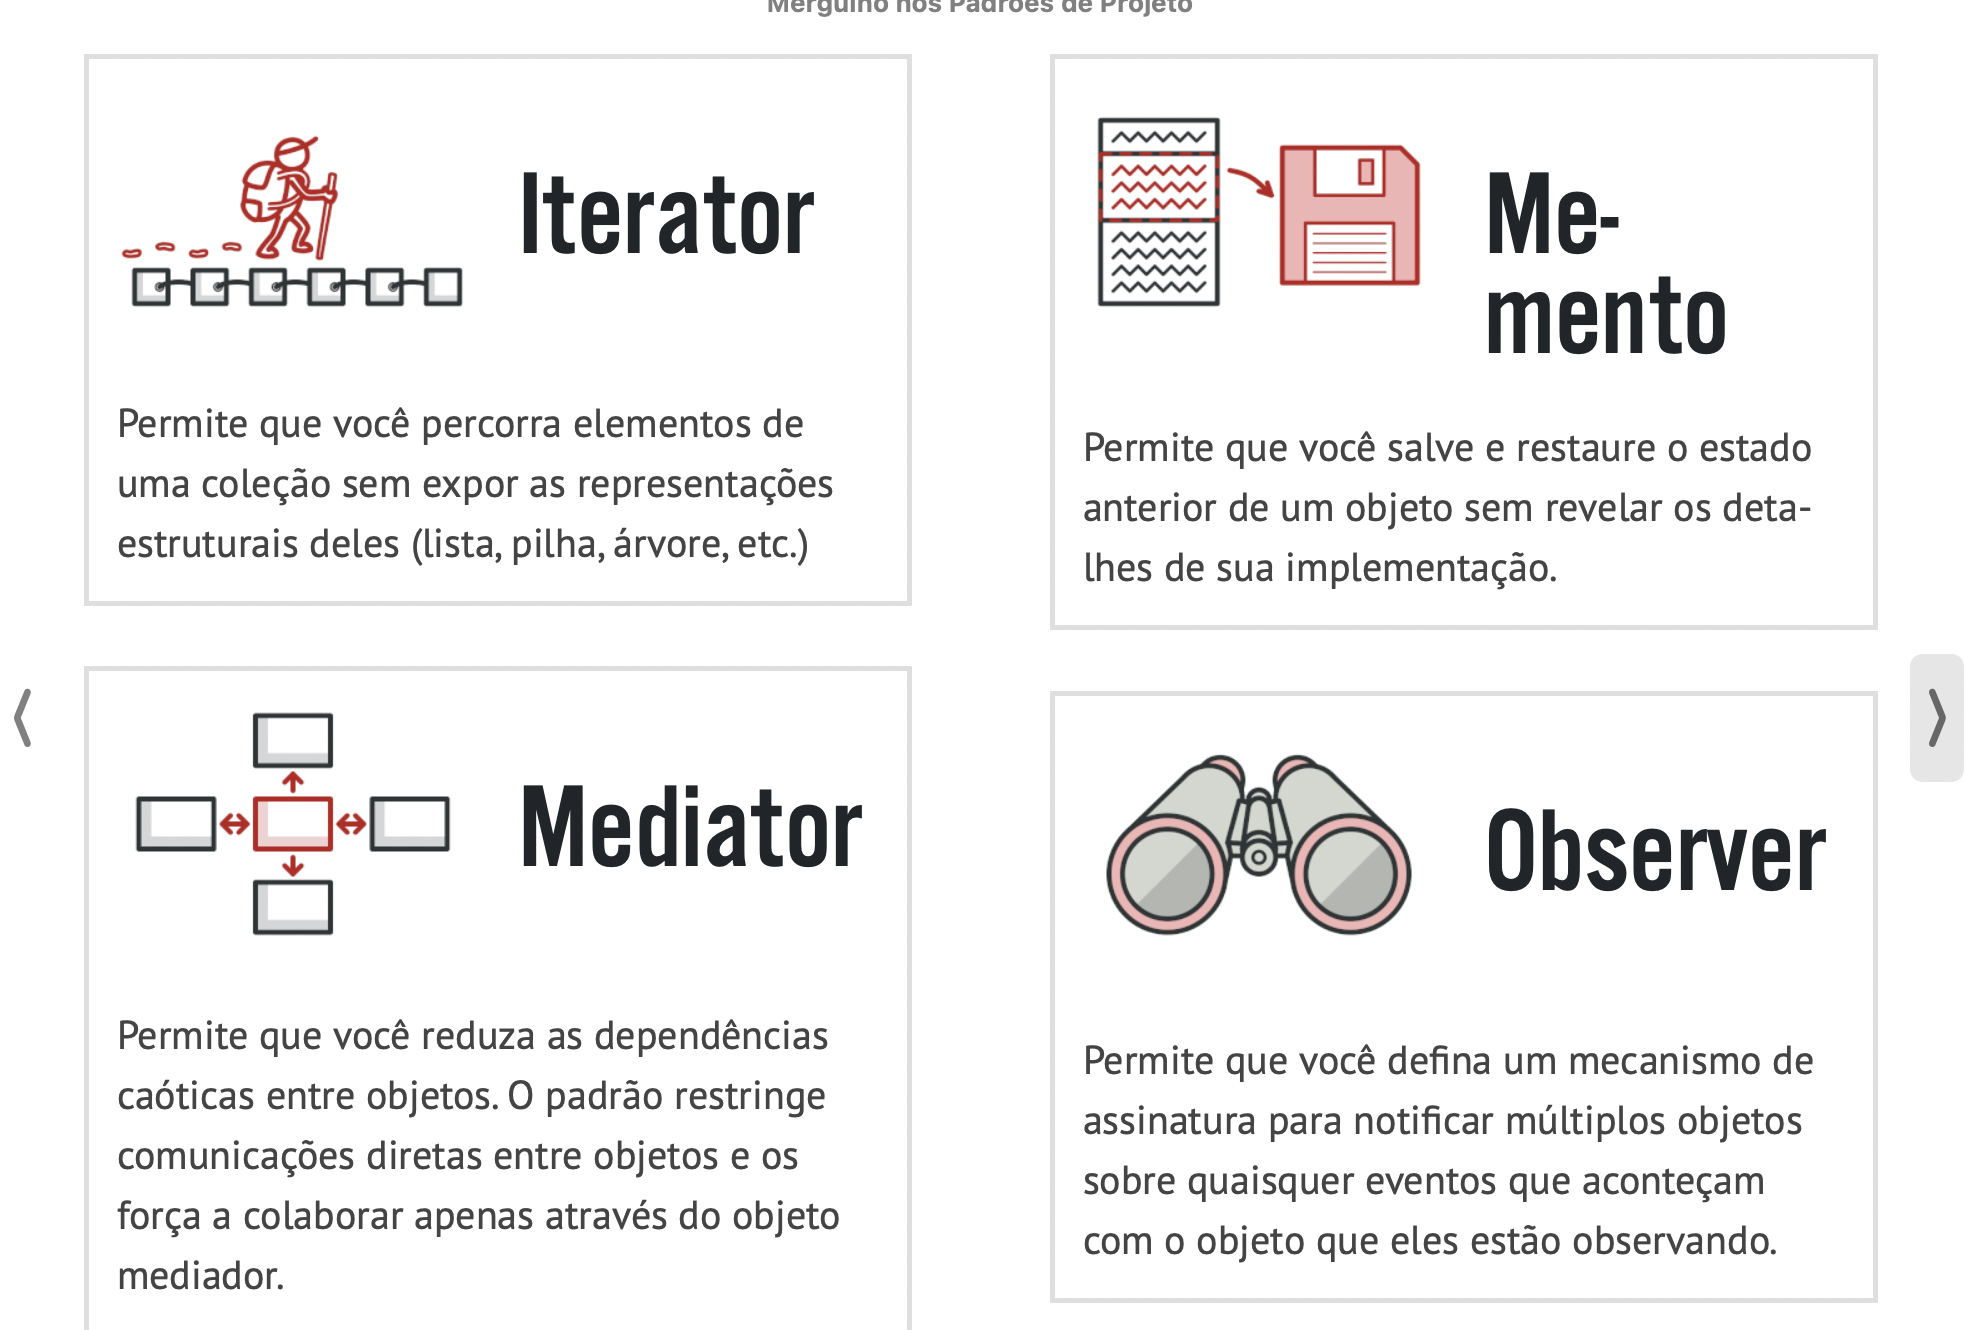 Mergulho nos Padrões de Projeto
Iterator
Permite que você percorra elementos de
uma coleção sem expor as representações
estruturais deles (lista, pilha, árvore, etc.)
Mediator
Permite que você reduza as dependências
caóticas entre objetos. O padrão restringe
comunicações diretas entre objetos e os
força a colaborar apenas através do objeto
mediador.
Me-
mento
Permite que você salve e restaure o estado
anterior de um objeto sem revelar os deta-
lhes de sua implementação.
Observer
Permite que você defina um mecanismo de
assinatura para notificar múltiplos objetos
sobre quaisquer eventos que aconteçam
com o objeto que eles estão observando.